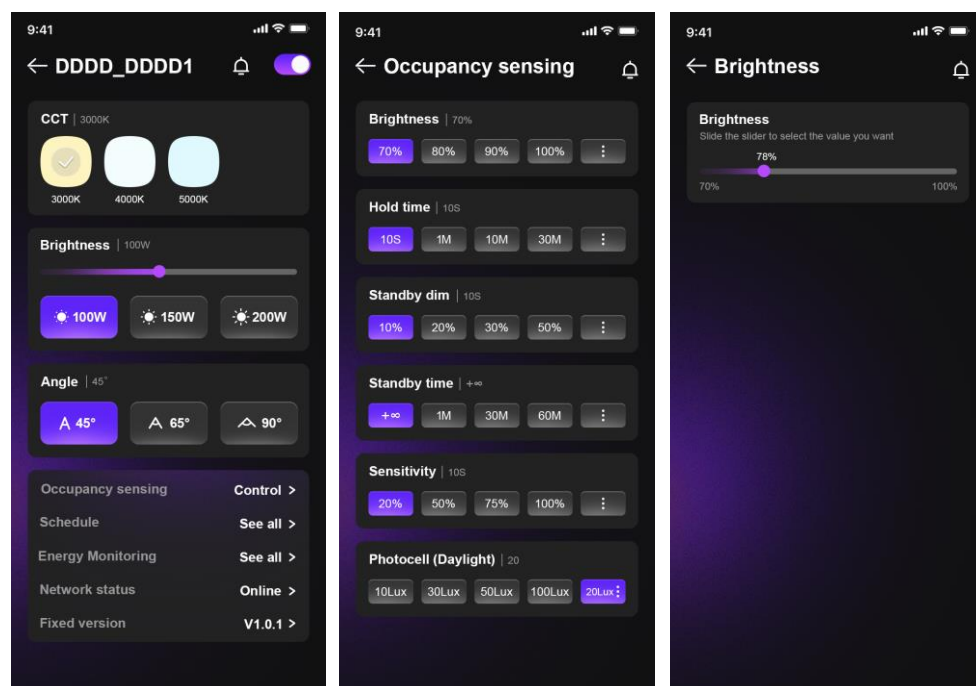 9:41
DDDD_DDDD1
CCT | 3000K
3000K 4000K 5000K
Brightness | 100W
100W 150W 200W
Angle | 45°
45° 65° 90°
Occupancy sensing Control >
Schedule See all >
Energy Monitoring See all >
Network status Online >
Fixed version V1.0.1 >
9:41
Occupancy sensing
Brightness | 70%
70% 80% 90% 100%
Hold time | 10S
10S 1M 10M 30M
Standby dim | 10S
10% 20% 30% 50%
Standby time | +∞
+∞ 1M 30M 60M
Sensitivity | 10S
20% 50% 75% 100%
Photocell (Daylight) | 20
10Lux 30Lux 50Lux 100Lux 20Lux
9:41
Brightness
Brightness
Slide the slider to select the value you want
78%
70% 100%